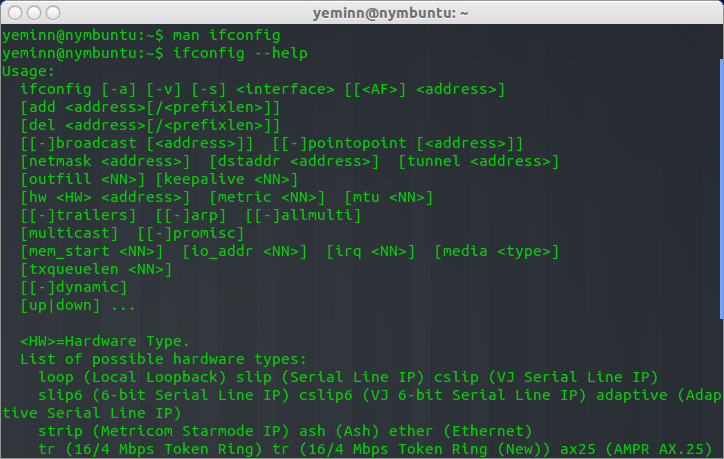 yeminn@nymbuntu: ~
yeminn@nymbuntu:~$ man ifconfig
yeminn@nymbuntu:~$ ifconfig --help
Usage:
  ifconfig [-a] [-v] [-s] <interface> [[<AF>] <address>]
  [add <address>[/<prefixlen>]]
  [del <address>[/<prefixlen>]]
  [[-]broadcast [<address>]]  [[-]pointopoint [<address>]]
  [netmask <address>]  [dstaddr <address>]  [tunnel <address>]
  [outfill <NN>] [keepalive <NN>]
  [hw <HW> <address>]  [metric <NN>]  [mtu <NN>]
  [[-]trailers]  [[-]arp]  [[-]allmulti]
  [multicast]  [[-]promisc]
  [mem_start <NN>]  [io_addr <NN>]  [irq <NN>]  [media <type>]
  [txqueuelen <NN>]
  [[-]dynamic]
  [up|down] ...

  <HW>=Hardware Type.
  List of possible hardware types:
    loop (Local Loopback) slip (Serial Line IP) cslip (VJ Serial Line IP)
    slip6 (6-bit Serial Line IP) cslip6 (VJ 6-bit Serial Line IP) adaptive (Adap
tive Serial Line IP)
    strip (Metricom Starmode IP) ash (Ash) ether (Ethernet)
    tr (16/4 Mbps Token Ring) tr (16/4 Mbps Token Ring (New)) ax25 (AMPR AX.25)